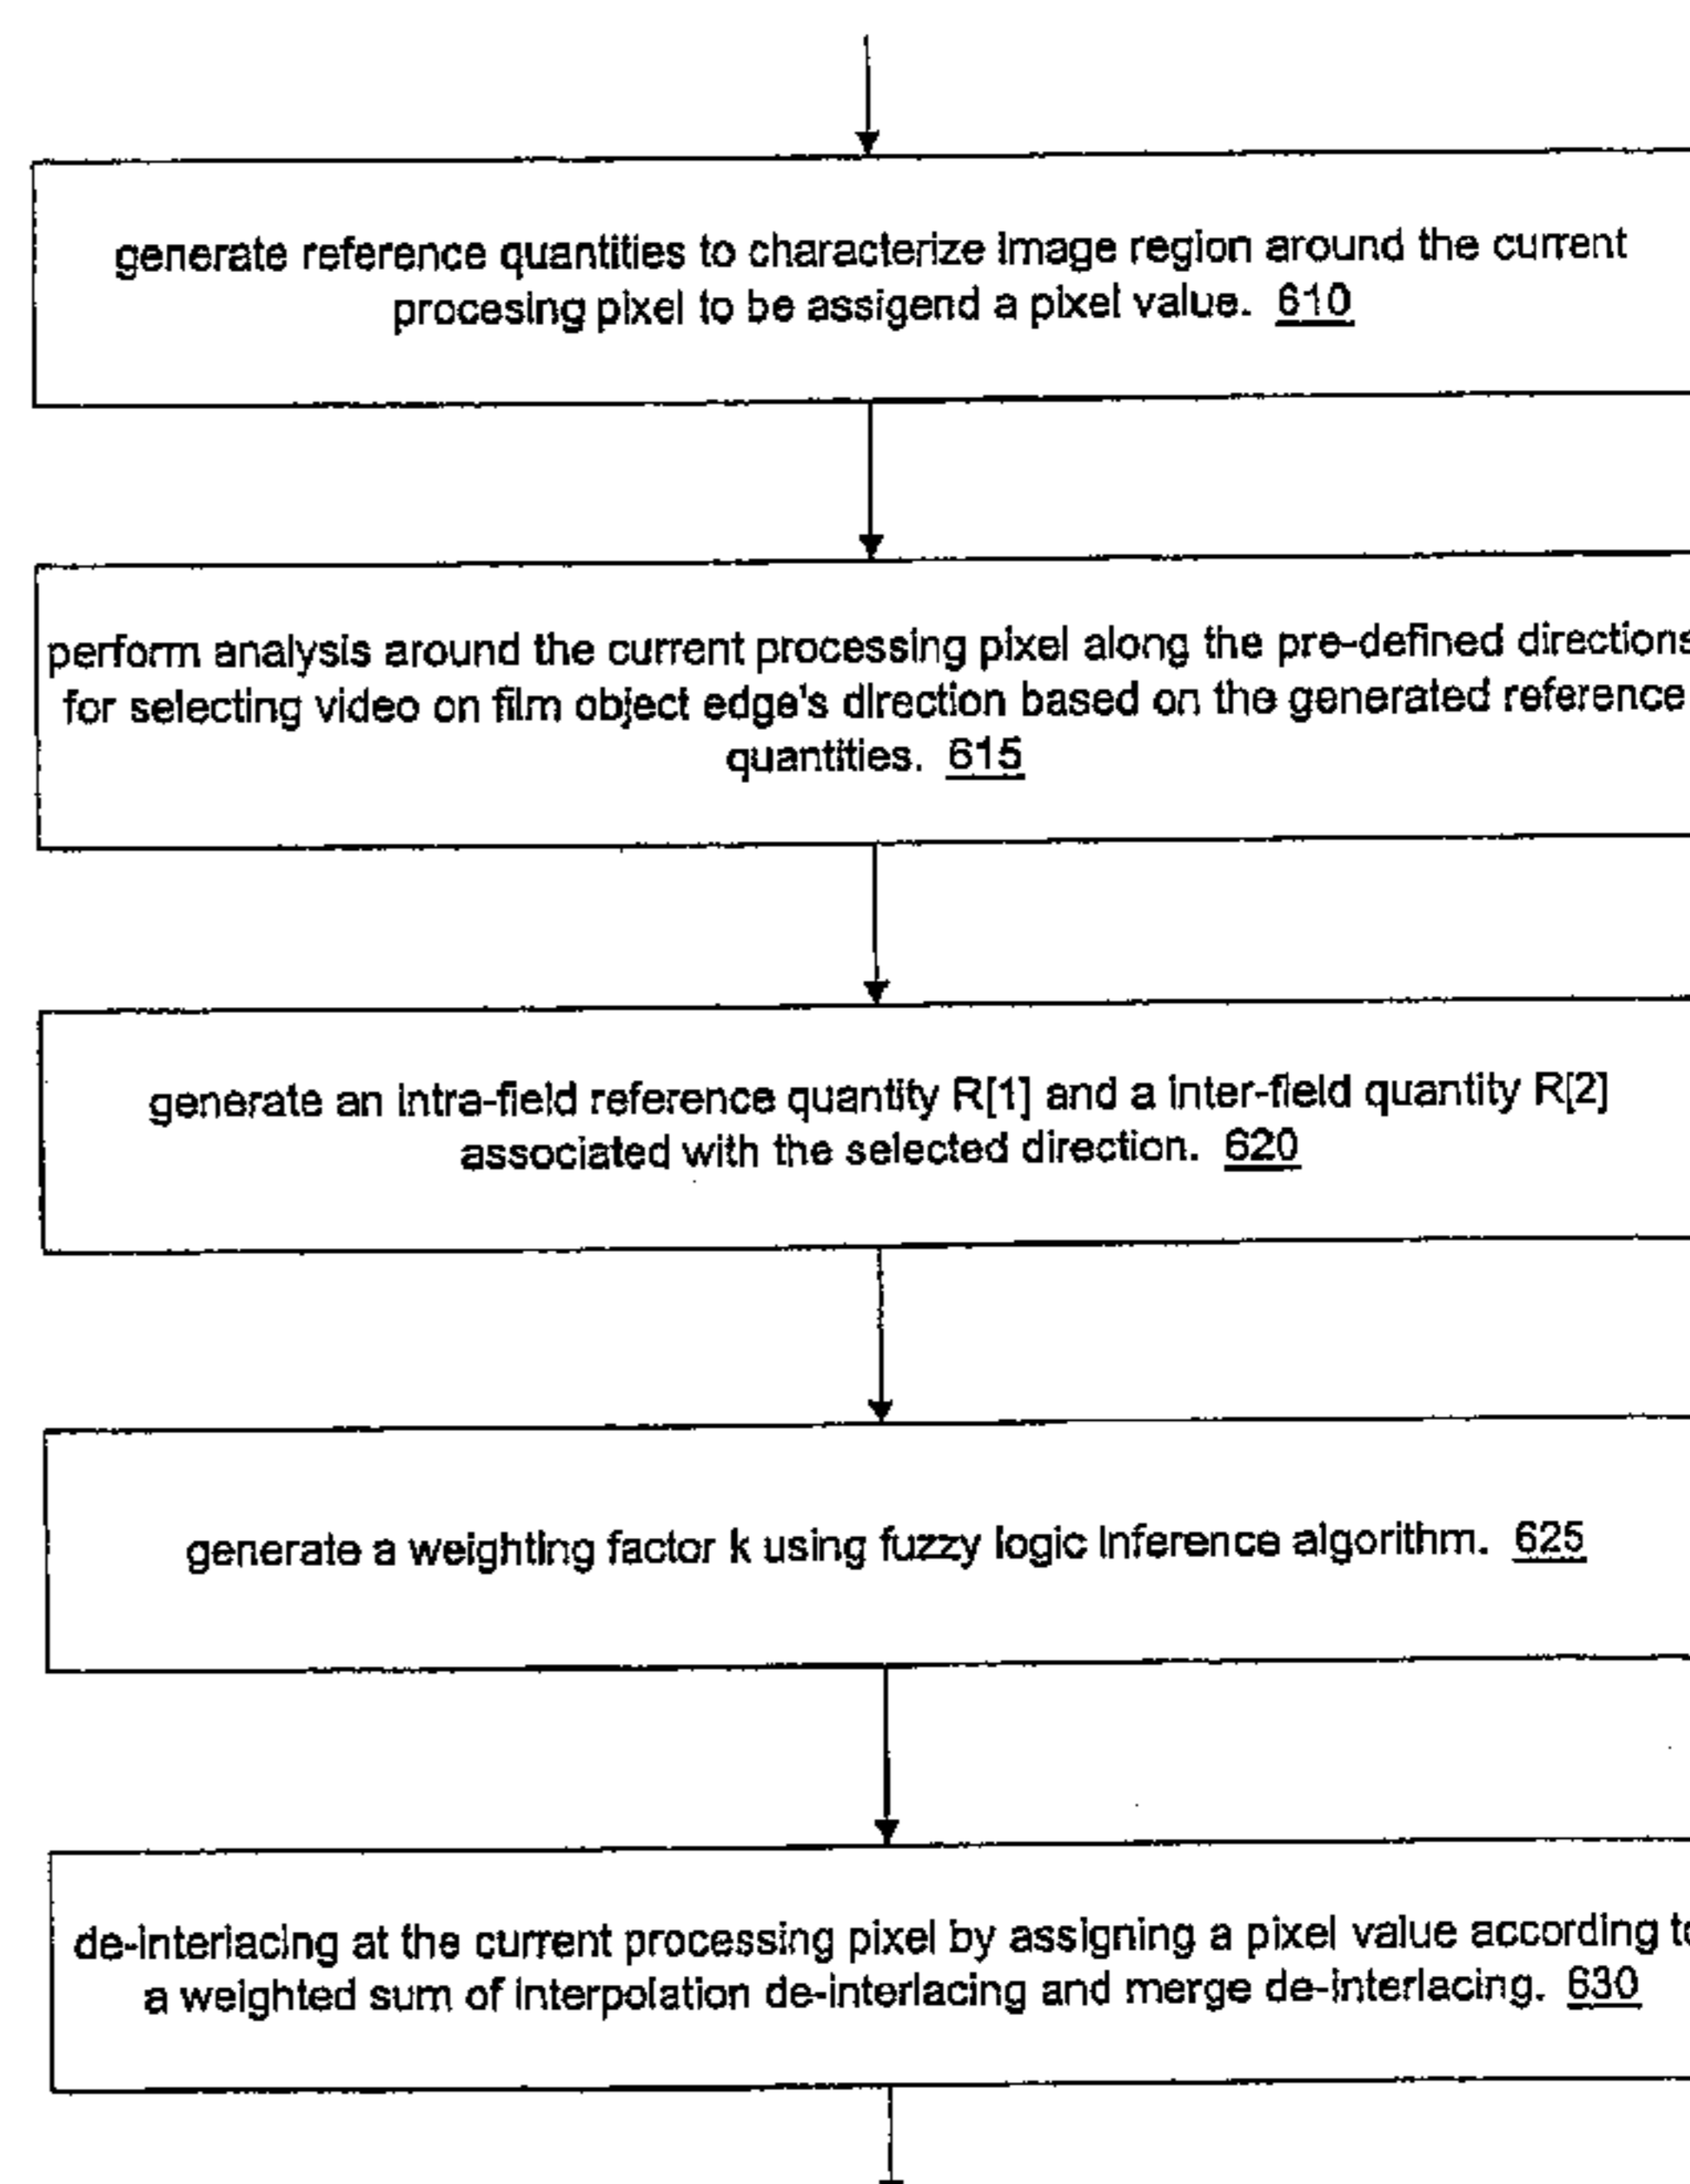 generate reference quantities to characterize image region around the current
procesing pixel to be assigend a pixel value. 610
perform analysis around the current processing pixel along the pre-defined directions
for selecting video on film object edge's direction based on the generated reference
quantities. 615
generate an intra-field reference quantity R[1] and a inter-field quantity R[2]
associated with the selected direction. 620
generate a weighting factor k using fuzzy logic inference algorithm. 625
de-interlacing at the current processing pixel by assigning a pixel value according to
a weighted sum of interpolation de-interlacing and merge de-interlacing. 630